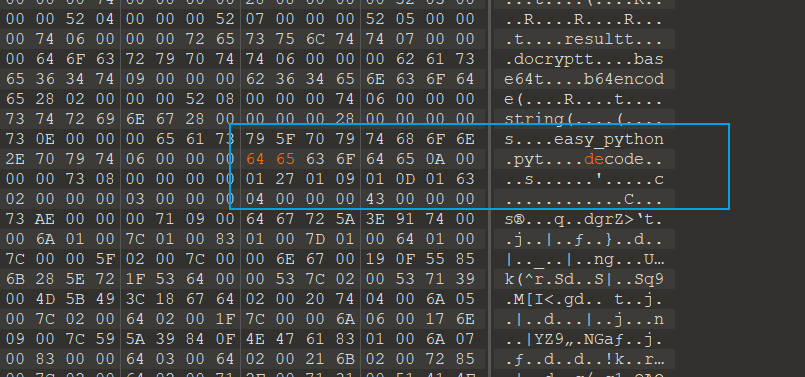 00 00 52 04 00 00 00 52 07 00 00 00 52 05 00 00 ..R....R....R...
00 74 06 00 00 00 72 65 73 75 6C 74 74 07 00 00 .t....resultt...
00 64 6F 63 72 79 70 74 74 06 00 00 00 62 61 73 .docryptt....bas
65 36 34 74 09 00 00 00 62 36 34 65 6E 63 6F 64 e64t....b64encod
65 28 02 00 00 00 52 08 00 00 00 74 06 00 00 00 e(....R....t....
73 74 72 69 6E 67 28 00 00 00 00 28 00 00 00 00 string(....(....
73 0E 00 00 00 65 61 73 79 5F 70 79 74 68 6F 6E s....easy_python
2E 70 79 74 06 00 00 00 64 65 63 6F 64 65 0A 00 .pyt....decode..
00 00 73 08 00 00 00 00 01 27 01 09 01 0D 01 63 ..s......'.....c
02 00 00 00 03 00 00 00 04 00 00 00 43 00 00 00 ............C...
73 AE 00 00 00 71 09 00 64 67 72 5A 3E 91 74 00 s®...q..dgrZ>‘t.
00 6A 01 00 7C 01 00 83 01 00 7D 01 00 64 01 00 .j..|..ƒ..}..d..
7C 00 00 5F 02 00 7C 00 00 6E 67 00 19 0F 55 85 |.._..|..ng...U…
6B 28 5E 72 1F 53 64 00 00 53 7C 02 00 53 71 39 k(^r.Sd..S|..Sq9
00 4D 5B 49 3C 18 67 64 02 00 20 74 04 00 6A 05 .M[I<.gd.. t..j.
00 7C 02 00 64 02 00 1F 7C 00 00 6A 06 00 17 6E .|..d...|..j...n
09 00 7C 59 5A 39 84 0F 4E 47 61 83 01 00 6A 07 ..|YZ9„.NGaƒ..j.
00 83 00 00 64 03 00 64 02 00 21 6B 02 00 72 85 .ƒ..d..d..!k..r…